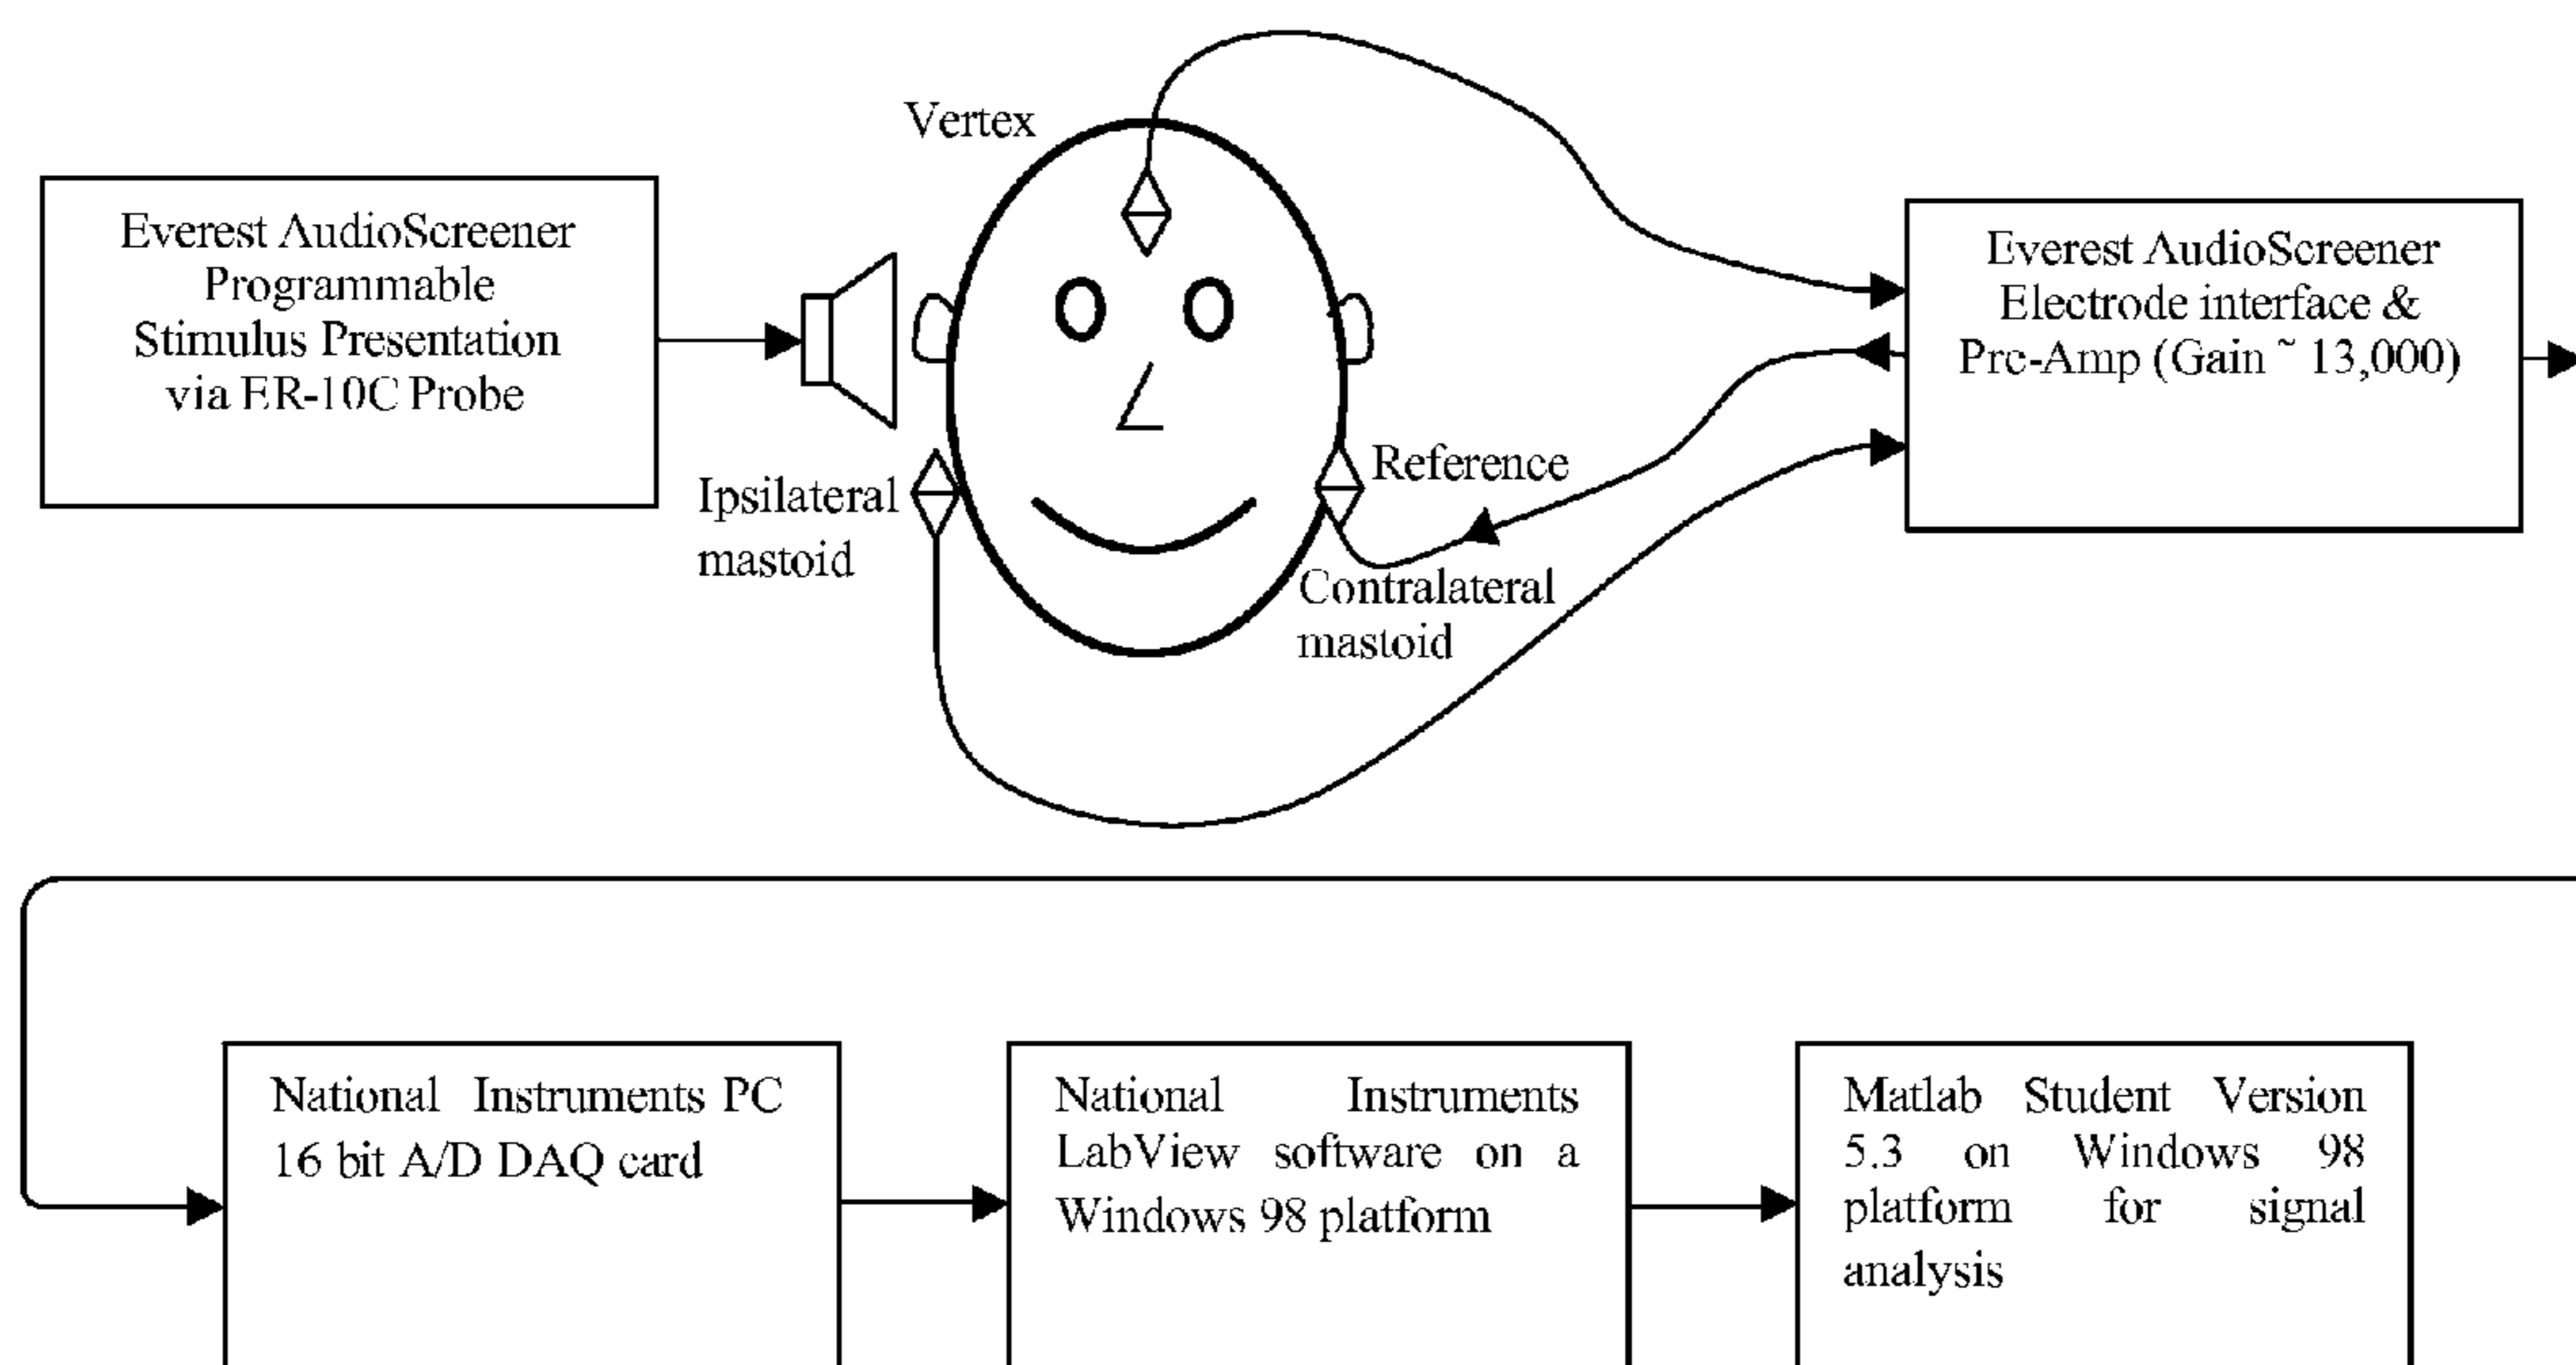 Vertex
Everest AudioScreener
Programmable
Stimulus Presentation
via ER-10C Probe
Everest AudioScreener
Electrode interface &
Pre-Amp (Gain ~ 13,000)
Ipsilateral
mastoid
Reference
Contralateral
mastoid
National Instruments PC
16 bit A/D DAQ card
National Instruments
LabView software on a
Windows 98 platform
Matlab Student Version
5.3 on Windows 98
platform for signal
analysis